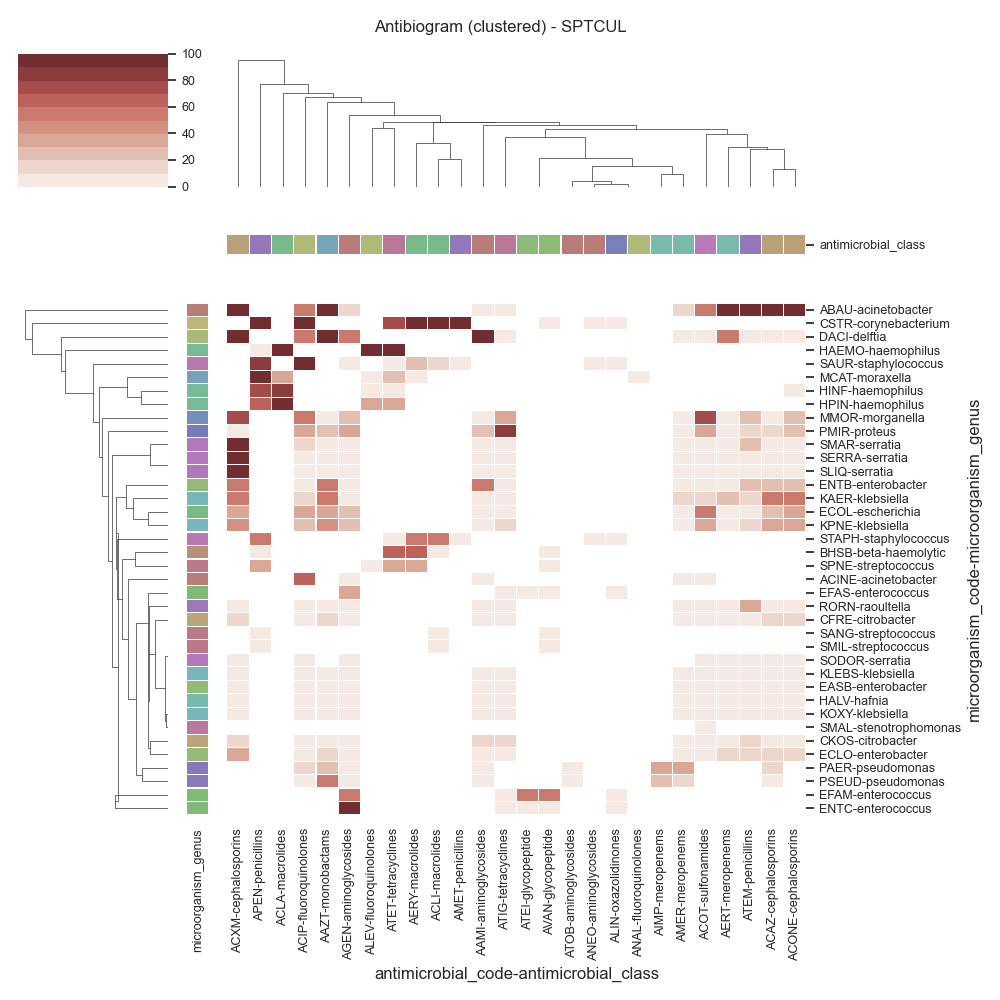 Antibiogram (clustered) - SPTCUL
100
80
60
40
20
0
antimicrobial_class
ABAU-acinetobacter
CSTR-corynebacterium
DACI-delftia
HAEMO-haemophilus
SAUR-staphylococcus
MCAT-moraxella
HINF-haemophilus
HPIN-haemophilus
MMOR-morganella
PMIR-proteus
SMAR-serratia
SERRA-serratia
SLIQ-serratia
ENTB-enterobacter
KAER-klebsiella
ECOL-escherichia
KPNE-klebsiella
STAPH-staphylococcus
BHSB-beta-haemolytic
SPNE-streptococcus
ACINE-acinetobacter
EFAS-enterococcus
RORN-raoultella
CFRE-citrobacter
SANG-streptococcus
SMIL-streptococcus
SODOR-serratia
KLEBS-klebsiella
EASB-enterobacter
HALV-hafnia
KOXY-klebsiella
SMAL-stenotrophomonas
CKOS-citrobacter
ECLO-enterobacter
PAER-pseudomonas
PSEUD-pseudomonas
EFAM-enterococcus
ENTC-enterococcus
microorganism_code-microorganism_genus
microorganism_genus
ACXM-cephalosporins
APEN-penicillins
ACLA-macrolides
ACIP-fluoroquinolones
AAZT-monobactams
AGEN-aminoglycosides
ALEV-fluoroquinolones
ATET-tetracyclines
AERY-macrolides
ACLI-macrolides
AMET-penicillins
AAMI-aminoglycosides
ATIG-tetracyclines
ATEI-glycopeptide
AVAN-glycopeptide
ATOB-aminoglycosides
ANEO-aminoglycosides
ALIN-oxazolidinones
ANAL-fluoroquinolones
AIMP-meropenems
AMER-meropenems
ACOT-sulfonamides
AERT-meropenems
ATEM-penicillins
ACAZ-cephalosporins
ACONE-cephalosporins
antimicrobial_code-antimicrobial_class